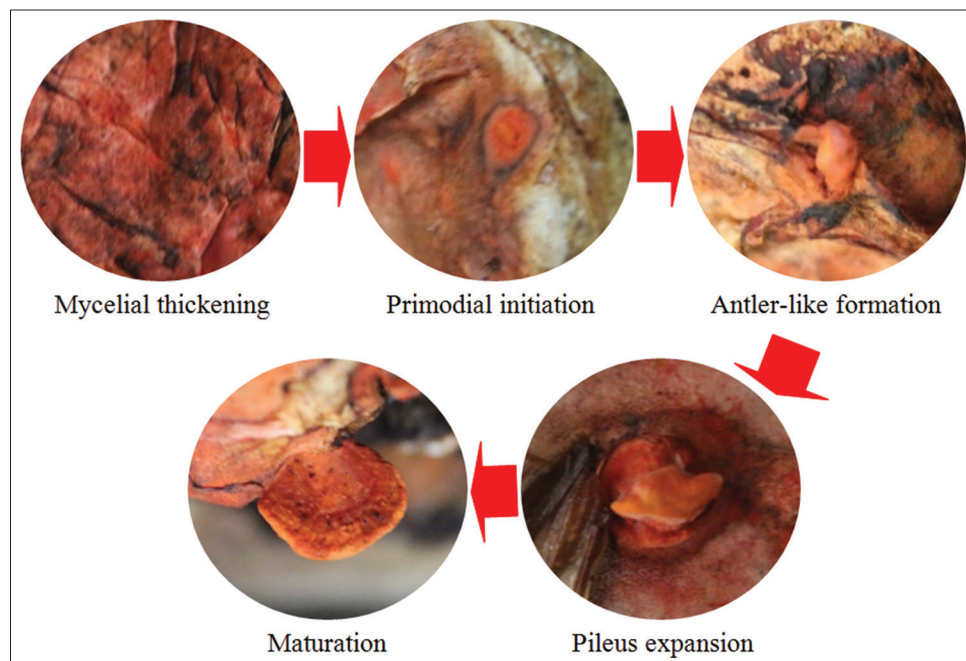 Mycelial thickening
Primodial initiation
Antler-like formation
Maturation
Pileus expansion